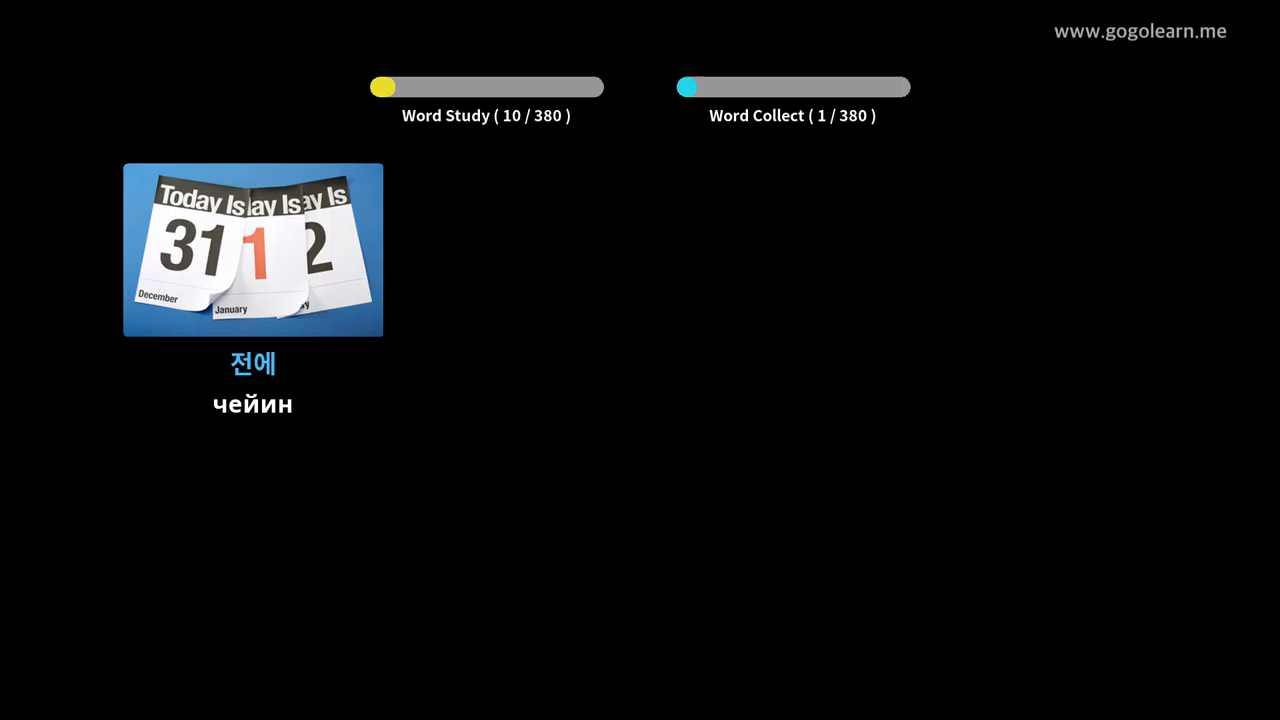 www.gogolearn.me
Word Study ( 10 / 380 )
Word Collect ( 1 / 380 )
Today Is ay Is ay Is
31 1 2
December
January
ry
전에
чейин